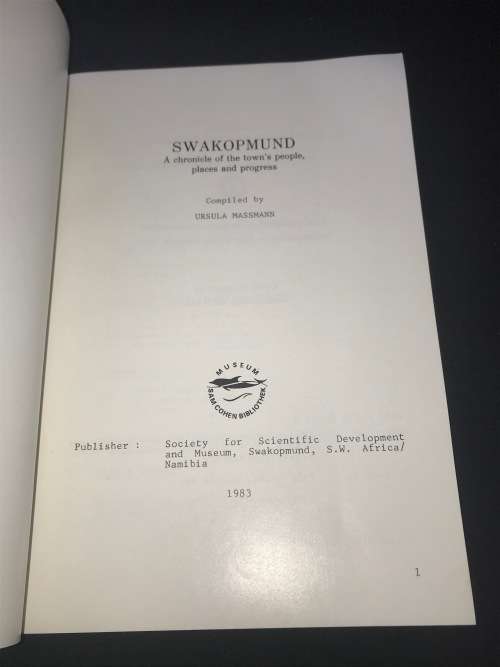 SWAKOPMUND
A chronicle of the town's people,
places and progress
Compiled by
URSULA MASSMANN
MUSEUM
SAM COHEN BIBLIOTHEK
Publisher : Society for Scientific Development
and Museum, Swakopmund, S.W. Africa/
Namibia
1983
1